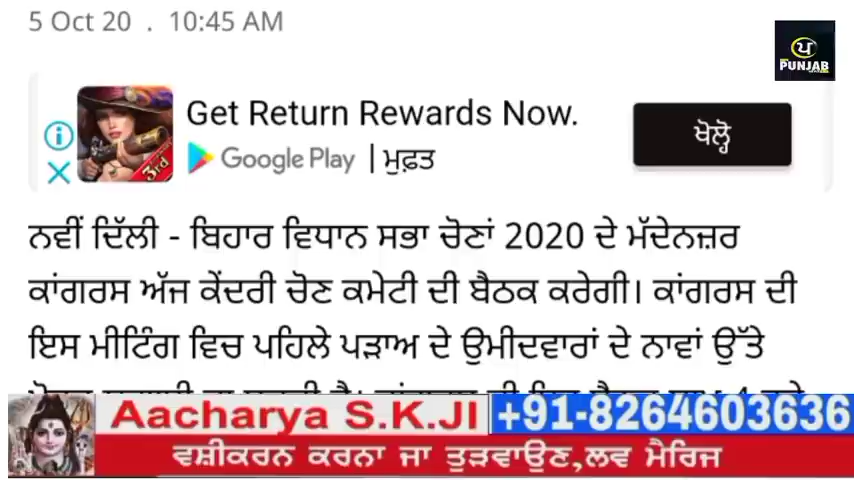 5 Oct 20 . 10:45 AM
ਪ
PUNJAB
Get Return Rewards Now.
ਖੋਲ੍ਹੋ
Google Play | ਮੁਫ਼ਤ
3rd
ਨਵੀਂ ਦਿੱਲੀ - ਬਿਹਾਰ ਵਿਧਾਨ ਸਭਾ ਚੋਣਾਂ 2020 ਦੇ ਮੱਦੇਨਜ਼ਰ
ਕਾਂਗਰਸ ਅੱਜ ਕੇਂਦਰੀ ਚੋਣ ਕਮੇਟੀ ਦੀ ਬੈਠਕ ਕਰੇਗੀ। ਕਾਂਗਰਸ ਦੀ
ਇਸ ਮੀਟਿੰਗ ਵਿਚ ਪਹਿਲੇ ਪੜਾਅ ਦੇ ਉਮੀਦਵਾਰਾਂ ਦੇ ਨਾਵਾਂ ਉੱਤੇ
Aacharya S.K.JI +91-8264603636
ਵਸ਼ੀਕਰਨ ਕਰਨਾ ਜਾ ਤੁੜਵਾਉਣ,ਲਵ ਮੈਰਿਜ